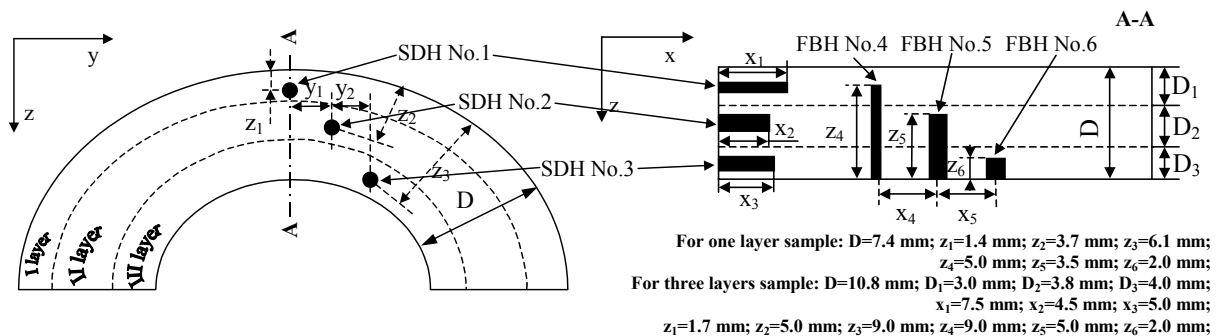 A-A
A
SDH No.1
FBH No.4
FBH No.5
FBH No.6
y
x
x₁
z
z
y₁
y₂
z₁
z₂
SDH No.2
x₂
z₄
z₅
D
D₁
D₂
z₃
SDH No.3
z₆
D₃
D
x₃
x₄
x₅
A
I layer
II layer
III layer
For one layer sample: D=7.4 mm; z₁=1.4 mm; z₂=3.7 mm; z₃=6.1 mm;
z₄=5.0 mm; z₅=3.5 mm; z₆=2.0 mm;
For three layers sample: D=10.8 mm; D₁=3.0 mm; D₂=3.8 mm; D₃=4.0 mm;
x₁=7.5 mm; x₂=4.5 mm; x₃=5.0 mm;
z₁=1.7 mm; z₂=5.0 mm; z₃=9.0 mm; z₄=9.0 mm; z₅=5.0 mm; z₆=2.0 mm;